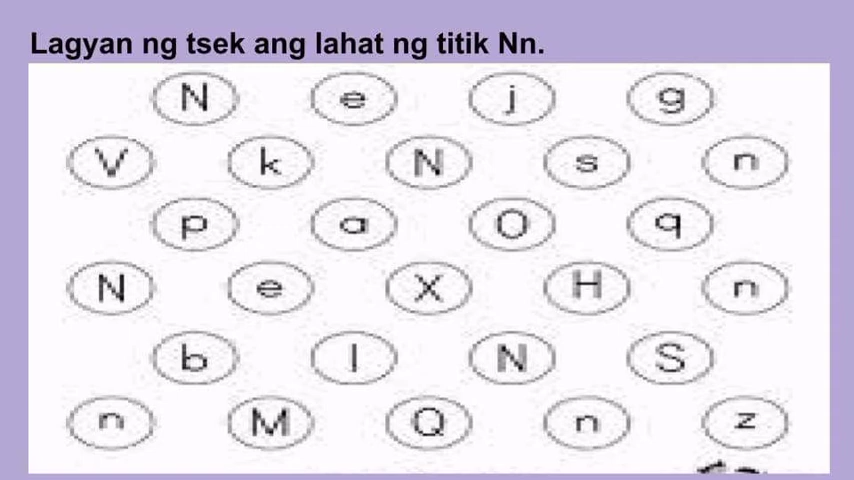 Lagyan ng tsek ang lahat ng titik Nn.
N e j g
V k N s n
p a O q
N e X H n
b l N S
n M Q n z